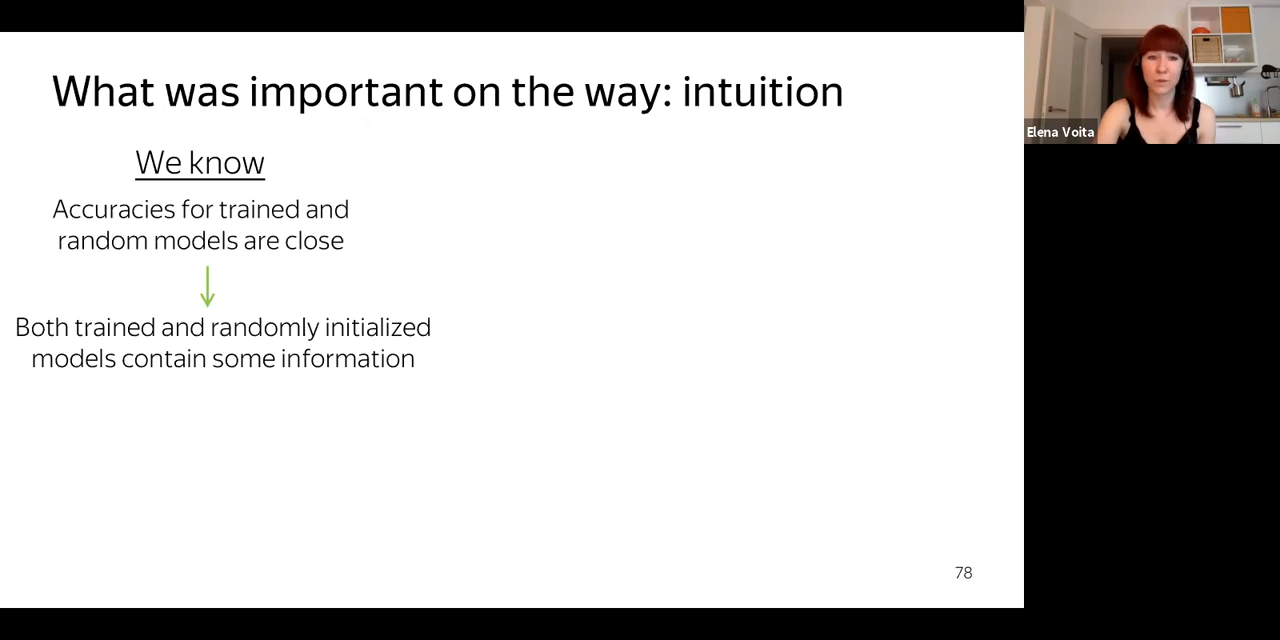 What was important on the way: intuition
We know
Accuracies for trained and
random models are close
Both trained and randomly initialized
models contain some information
78
Elena Voita